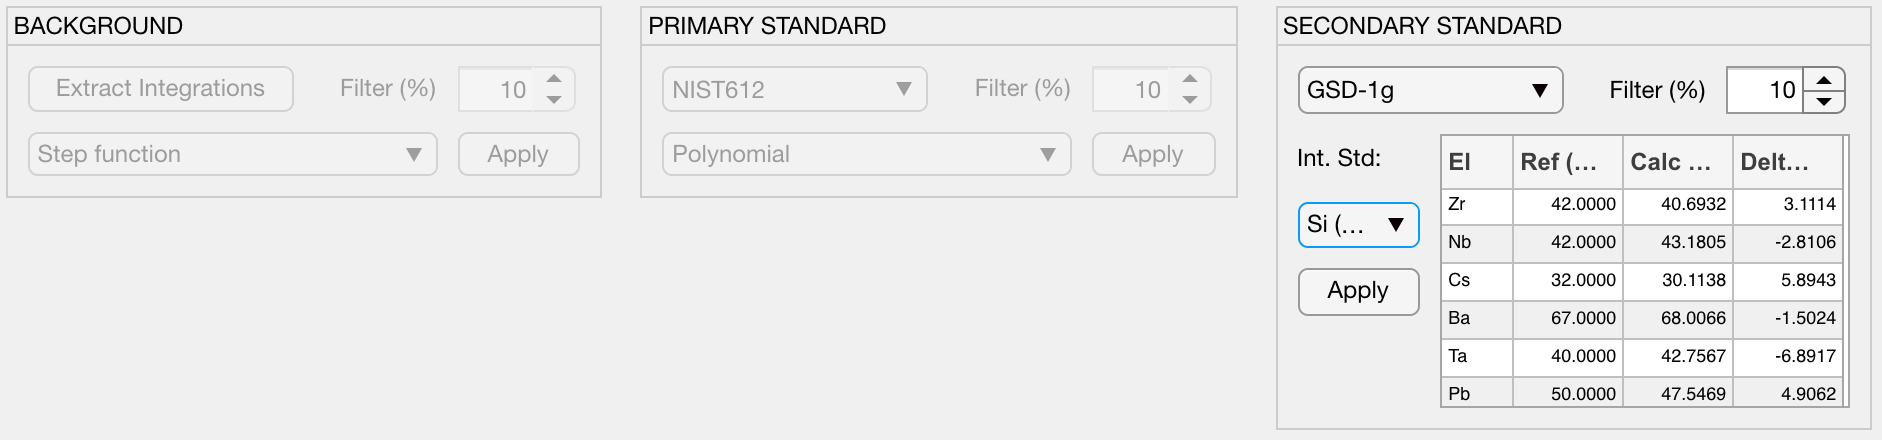 BACKGROUND
Extract Integrations Filter (%) 10
Step function Apply
PRIMARY STANDARD
NIST612 Filter (%) 10
Polynomial Apply
SECONDARY STANDARD
GSD-1g Filter (%) 10
Int. Std:
Si (...
Apply
El Ref (... Calc ... Delt...
Zr 42.0000 40.6932 3.1114
Nb 42.0000 43.1805 -2.8106
Cs 32.0000 30.1138 5.8943
Ba 67.0000 68.0066 -1.5024
Ta 40.0000 42.7567 -6.8917
Pb 50.0000 47.5469 4.9062